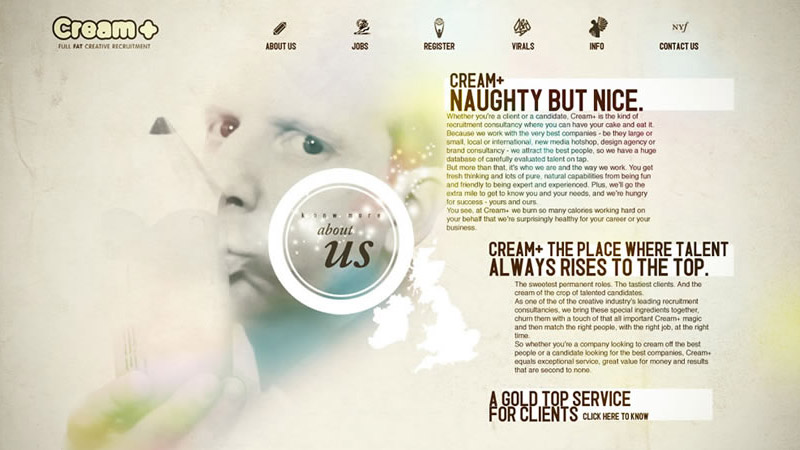 Cream+
FULL FAT CREATIVE RECRUITMENT
ABOUT US
JOBS
REGISTER
VIRALS
INFO
NYf
CONTACT US
CREAM+
NAUGHTY BUT NICE.
Whether you're a client or a candidate, Cream+ is the kind of
recruitment consultancy where you can have your cake and eat it.
Because we work with the very best companies - be they large or
small, local or international, new media hotshop, design agency or
brand consultancy - we attract the best people, so we have a huge
database of carefully evaluated talent on tap.
But more than that, it's who we are and the way we work. You get
fresh thinking and lots of pure, natural capabilities from being fun
and friendly to being expert and experienced. Plus, we'll go the
extra mile to get to know you and your needs, and we're hungry
for success - yours and ours.
You see, at Cream+ we burn so many calories working hard on
your behalf that we're surprisingly healthy for your career or your
business.
know more
about
us
CREAM+ THE PLACE WHERE TALENT
ALWAYS RISES TO THE TOP.
The sweetest permanent roles. The tastiest clients. And the
cream of the crop of talented candidates.
As one of the of the creative industry's leading recruitment
consultancies, we bring these special ingredients together,
churn them with a touch of that all important Cream+ magic
and then match the right people, with the right job, at the right
time.
So whether you're a company looking to cream off the best
people or a candidate looking for the best companies, Cream+
equals exceptional service, great value for money and results
that are second to none.
A GOLD TOP SERVICE
FOR CLIENTS CLICK HERE TO KNOW